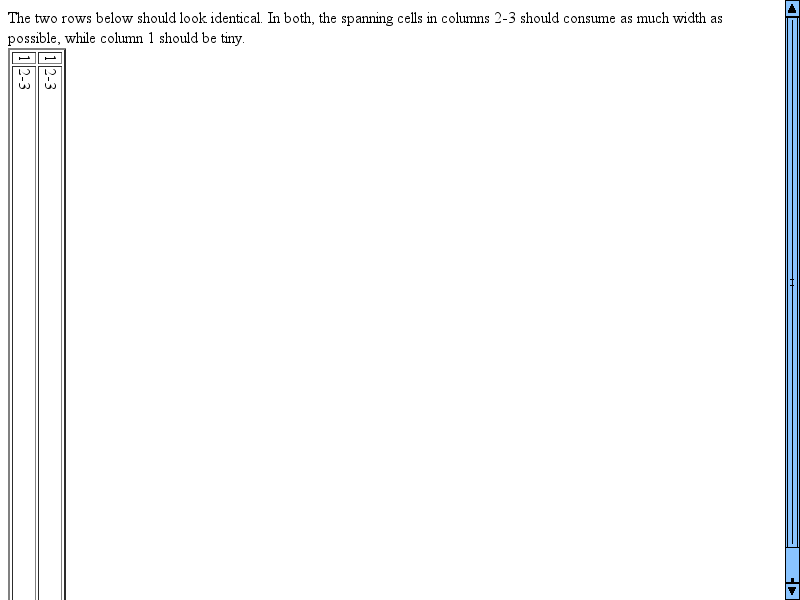 The two rows below should look identical. In both, the spanning cells in columns 2-3 should consume as much width as
possible, while column 1 should be tiny.
1 2-3
1 2-3